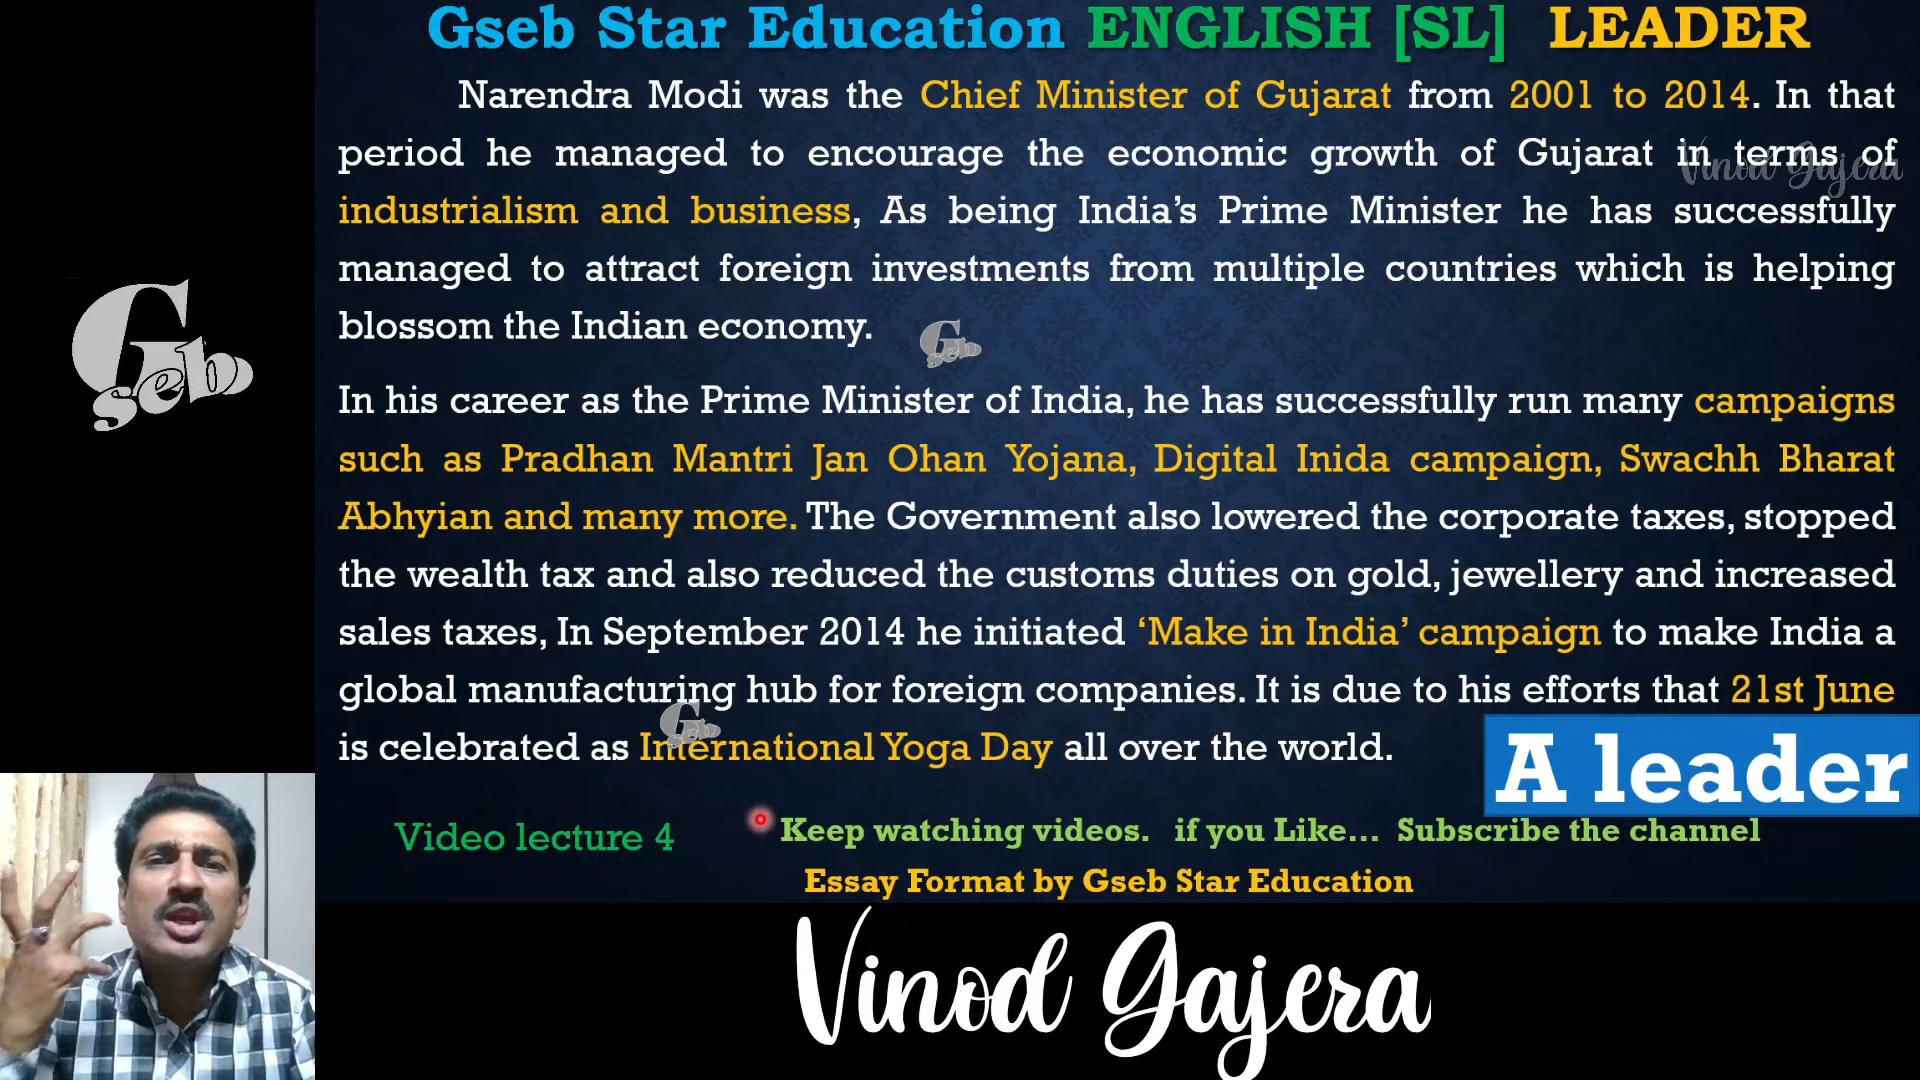 Gseb Star Education ENGLISH [SL] LEADER
Narendra Modi was the Chief Minister of Gujarat from 2001 to 2014. In that
period he managed to encourage the economic growth of Gujarat in terms of
Vinod Gajera
industrialism and business, As being India's Prime Minister he has successfully
managed to attract foreign investments from multiple countries which is helping
blossom the Indian economy.
Gseb
Gseb
In his career as the Prime Minister of India, he has successfully run many campaigns
such as Pradhan Mantri Jan Ohan Yojana, Digital Inida campaign, Swachh Bharat
Abhyian and many more. The Government also lowered the corporate taxes, stopped
the wealth tax and also reduced the customs duties on gold, jewellery and increased
sales taxes, In September 2014 he initiated ‘Make in India’ campaign to make India a
global manufacturing hub for foreign companies. It is due to his efforts that 21st June
Gseb
is celebrated as International Yoga Day all over the world.
A leader
Video lecture 4
Keep watching videos. if you Like... Subscribe the channel
Essay Format by Gseb Star Education
Vinod Gajera